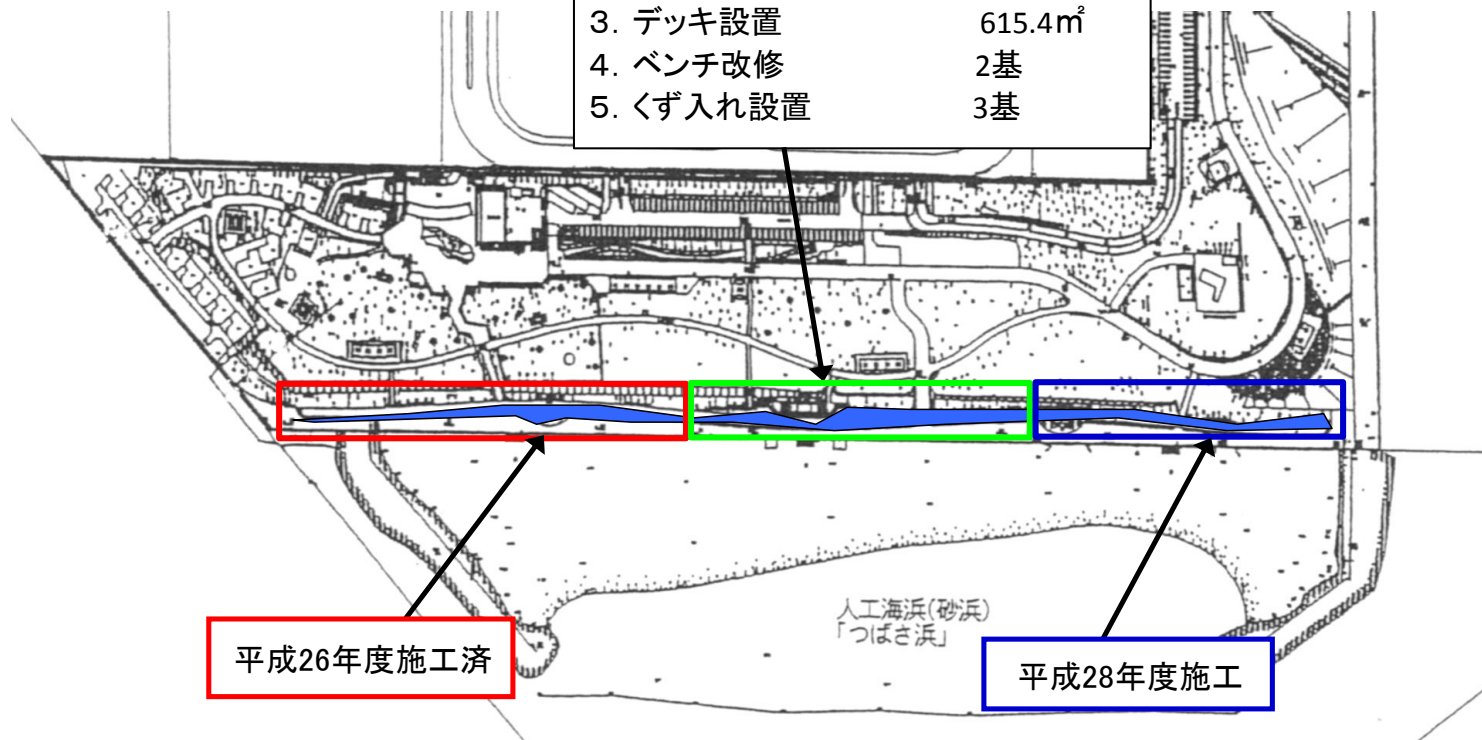 3．デッキ設置 615.4㎡
4．ベンチ改修 2基
5．くず入れ設置 3基
人工海浜(砂浜)
「つばさ浜」
平成26年度施工済
平成28年度施工